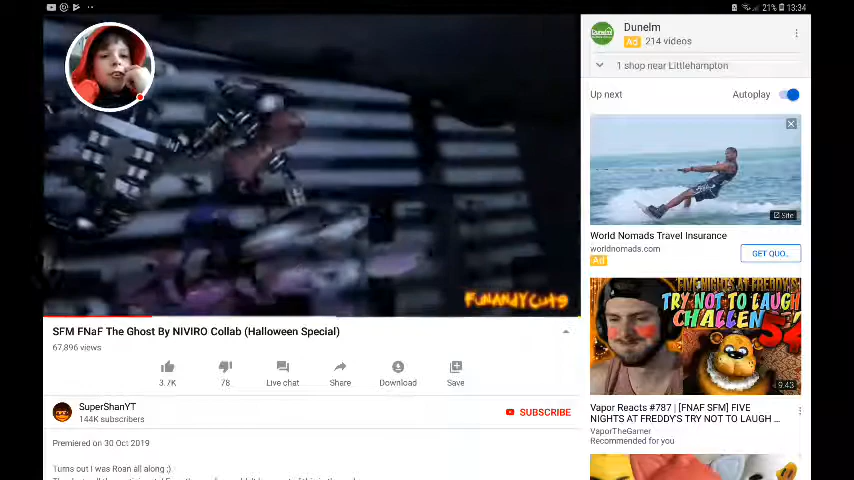 21% 13:34
Dunelm
Ad 214 videos
1 shop near Littlehampton
Up next
Autoplay
Site
World Nomads Travel Insurance
worldnomads.com
GET QUO...
Ad
FUNANDYCUTS
SFM FNaF The Ghost By NIVIRO Collab (Halloween Special)
67,896 views
3.7K
78
Live chat
Share
Download
Save
SuperShanYT
144K subscribers
SUBSCRIBE
Premiered on 30 Oct 2019
Turns out I was Roan all along ;)
FIVE NIGHTS AT FREDDY'S
TRY NOT TO LAUGH
CHALLEN
54
9:43
Vapor Reacts #787 | [FNAF SFM] FIVE
NIGHTS AT FREDDY'S TRY NOT TO LAUGH ...
VaporTheGamer
Recommended for you